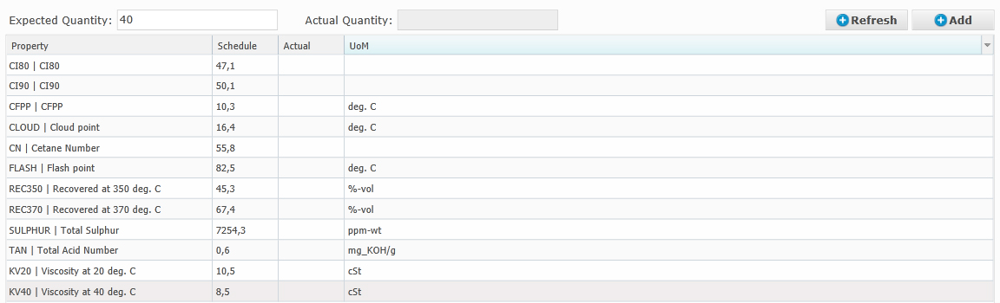 Expected Quantity: 40 Actual Quantity: Refresh Add
Property Schedule Actual UoM
CI80 | CI80 47,1
CI90 | CI90 50,1
CFPP | CFPP 10,3 deg. C
CLOUD | Cloud point 16,4 deg. C
CN | Cetane Number 55,8
FLASH | Flash point 82,5 deg. C
REC350 | Recovered at 350 deg. C 45,3 %-vol
REC370 | Recovered at 370 deg. C 67,4 %-vol
SULPHUR | Total Sulphur 7254,3 ppm-wt
TAN | Total Acid Number 0,6 mg_KOH/g
KV20 | Viscosity at 20 deg. C 10,5 cSt
KV40 | Viscosity at 40 deg. C 8,5 cSt